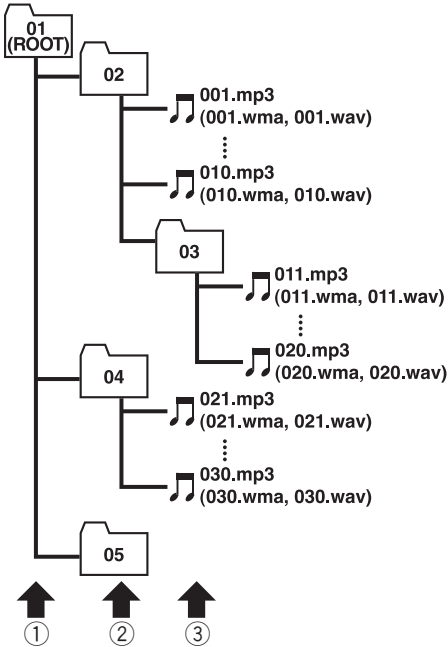 01
(ROOT)
02
001.mp3
(001.wma, 001.wav)
010.mp3
(010.wma, 010.wav)
03
011.mp3
(011.wma, 011.wav)
020.mp3
(020.wma, 020.wav)
04
021.mp3
(021.wma, 021.wav)
030.mp3
(030.wma, 030.wav)
05
① ② ③